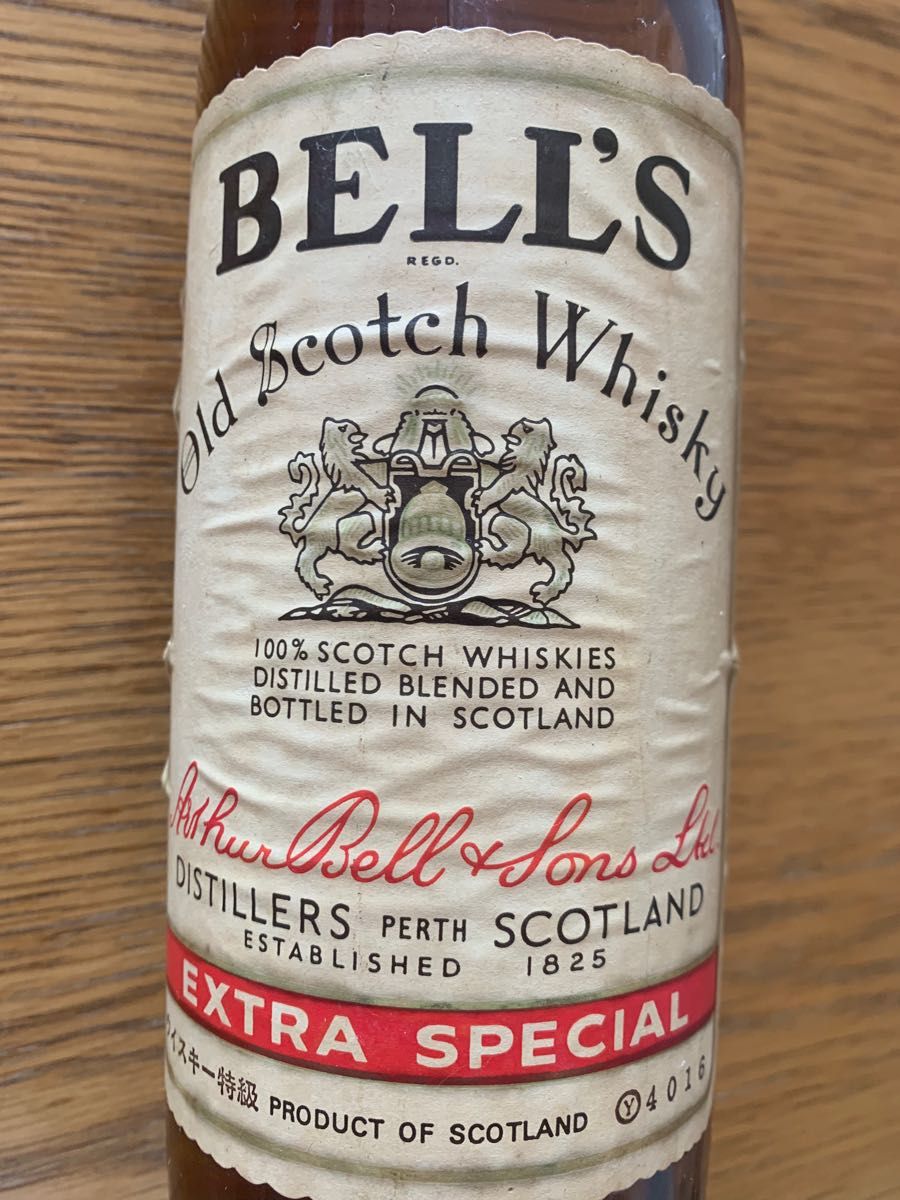 BELL'S
REGD.
Old Scotch Whisky
100% SCOTCH WHISKIES
DISTILLED BLENDED AND
BOTTLED IN SCOTLAND
Arthur Bell & Sons Ltd.
DISTILLERS PERTH SCOTLAND
ESTABLISHED 1825
EXTRA SPECIAL
ウイスキー特級 PRODUCT OF SCOTLAND Ⓨ4016